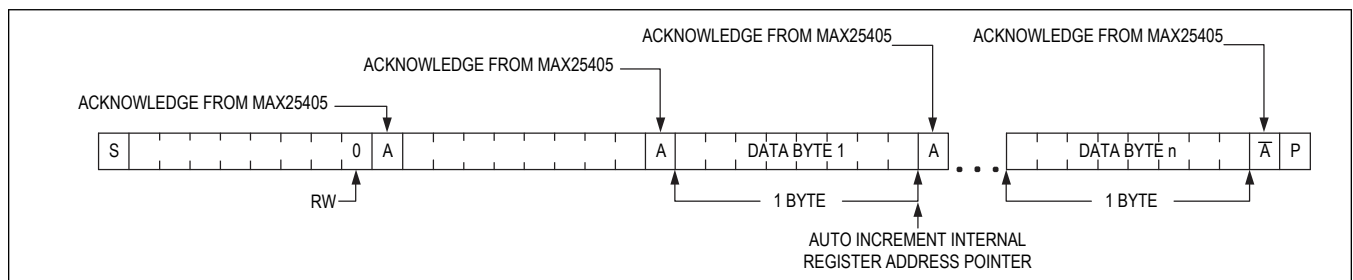 ACKNOWLEDGE FROM MAX25405 ACKNOWLEDGE FROM MAX25405
ACKNOWLEDGE FROM MAX25405
ACKNOWLEDGE FROM MAX25405
S 0 A A DATA BYTE 1 A ... DATA BYTE n A̅ P
RW 1 BYTE 1 BYTE
AUTO INCREMENT INTERNAL
REGISTER ADDRESS POINTER